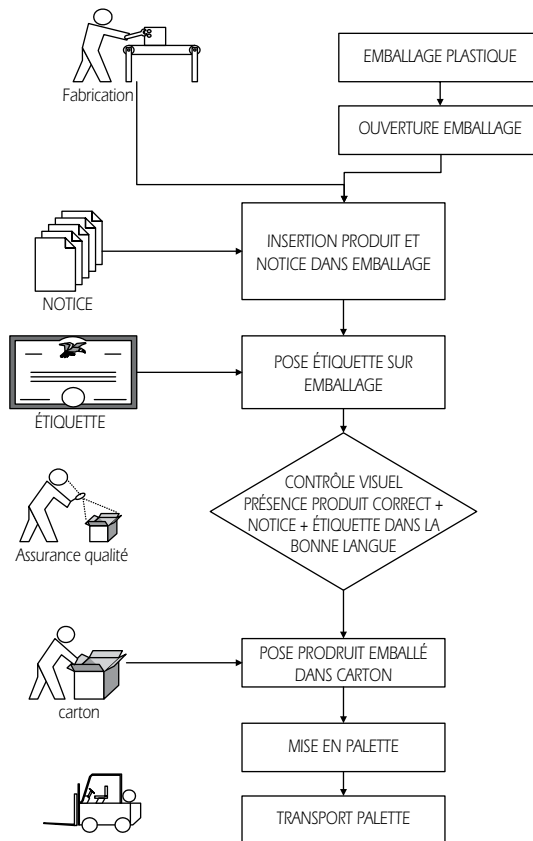 EMBALLAGE PLASTIQUE
Fabrication
OUVERTURE EMBALLAGE
INSERTION PRODUIT ET
NOTICE DANS EMBALLAGE
NOTICE
POSE ÉTIQUETTE SUR
EMBALLAGE
ÉTIQUETTE
CONTRÔLE VISUEL
PRÉSENCE PRODUIT CORRECT +
NOTICE + ÉTIQUETTE DANS LA
BONNE LANGUE
Assurance qualité
POSE PRODRUIT EMBALLÉ
DANS CARTON
carton
MISE EN PALETTE
TRANSPORT PALETTE